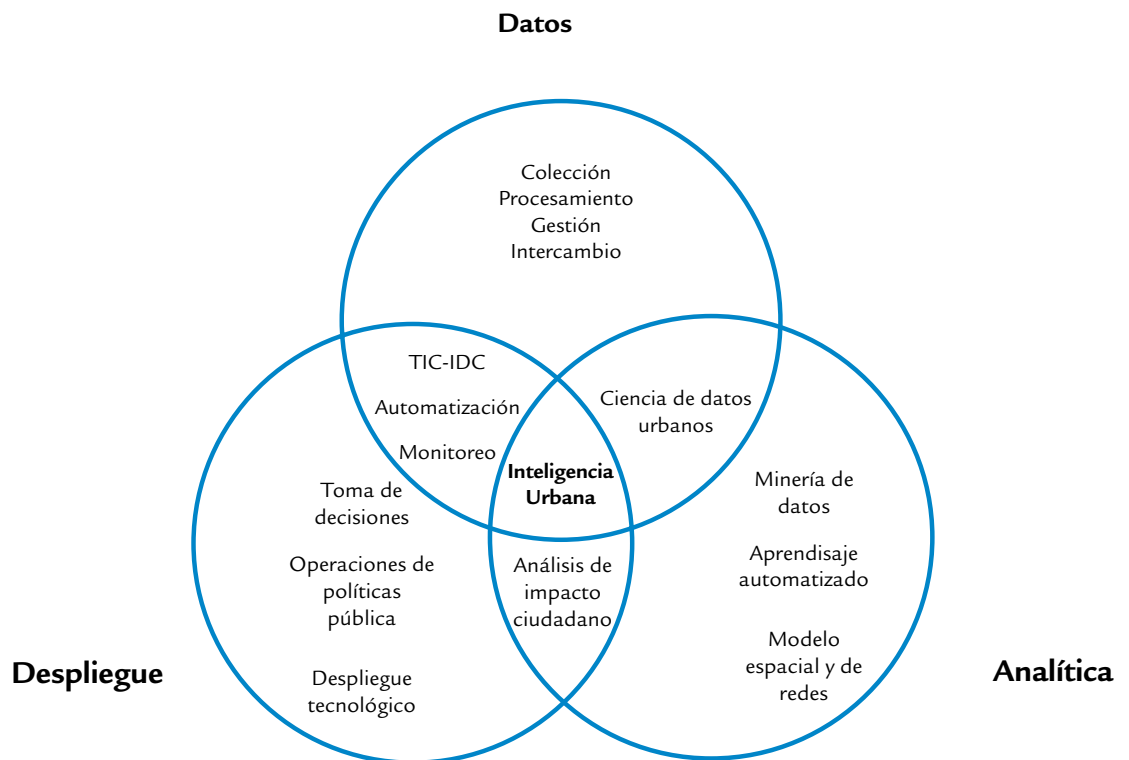 Datos
Colección
Procesamiento
Gestión
Intercambio
TIC-IDC
Automatización
Monitoreo
Ciencia de datos
urbanos
Inteligencia
Urbana
Toma de
decisiones
Operaciones de
políticas
pública
Despliegue
tecnológico
Análisis de
impacto
ciudadano
Minería de
datos
Aprendisaje
automatizado
Modelo
espacial y de
redes
Despliegue
Analítica